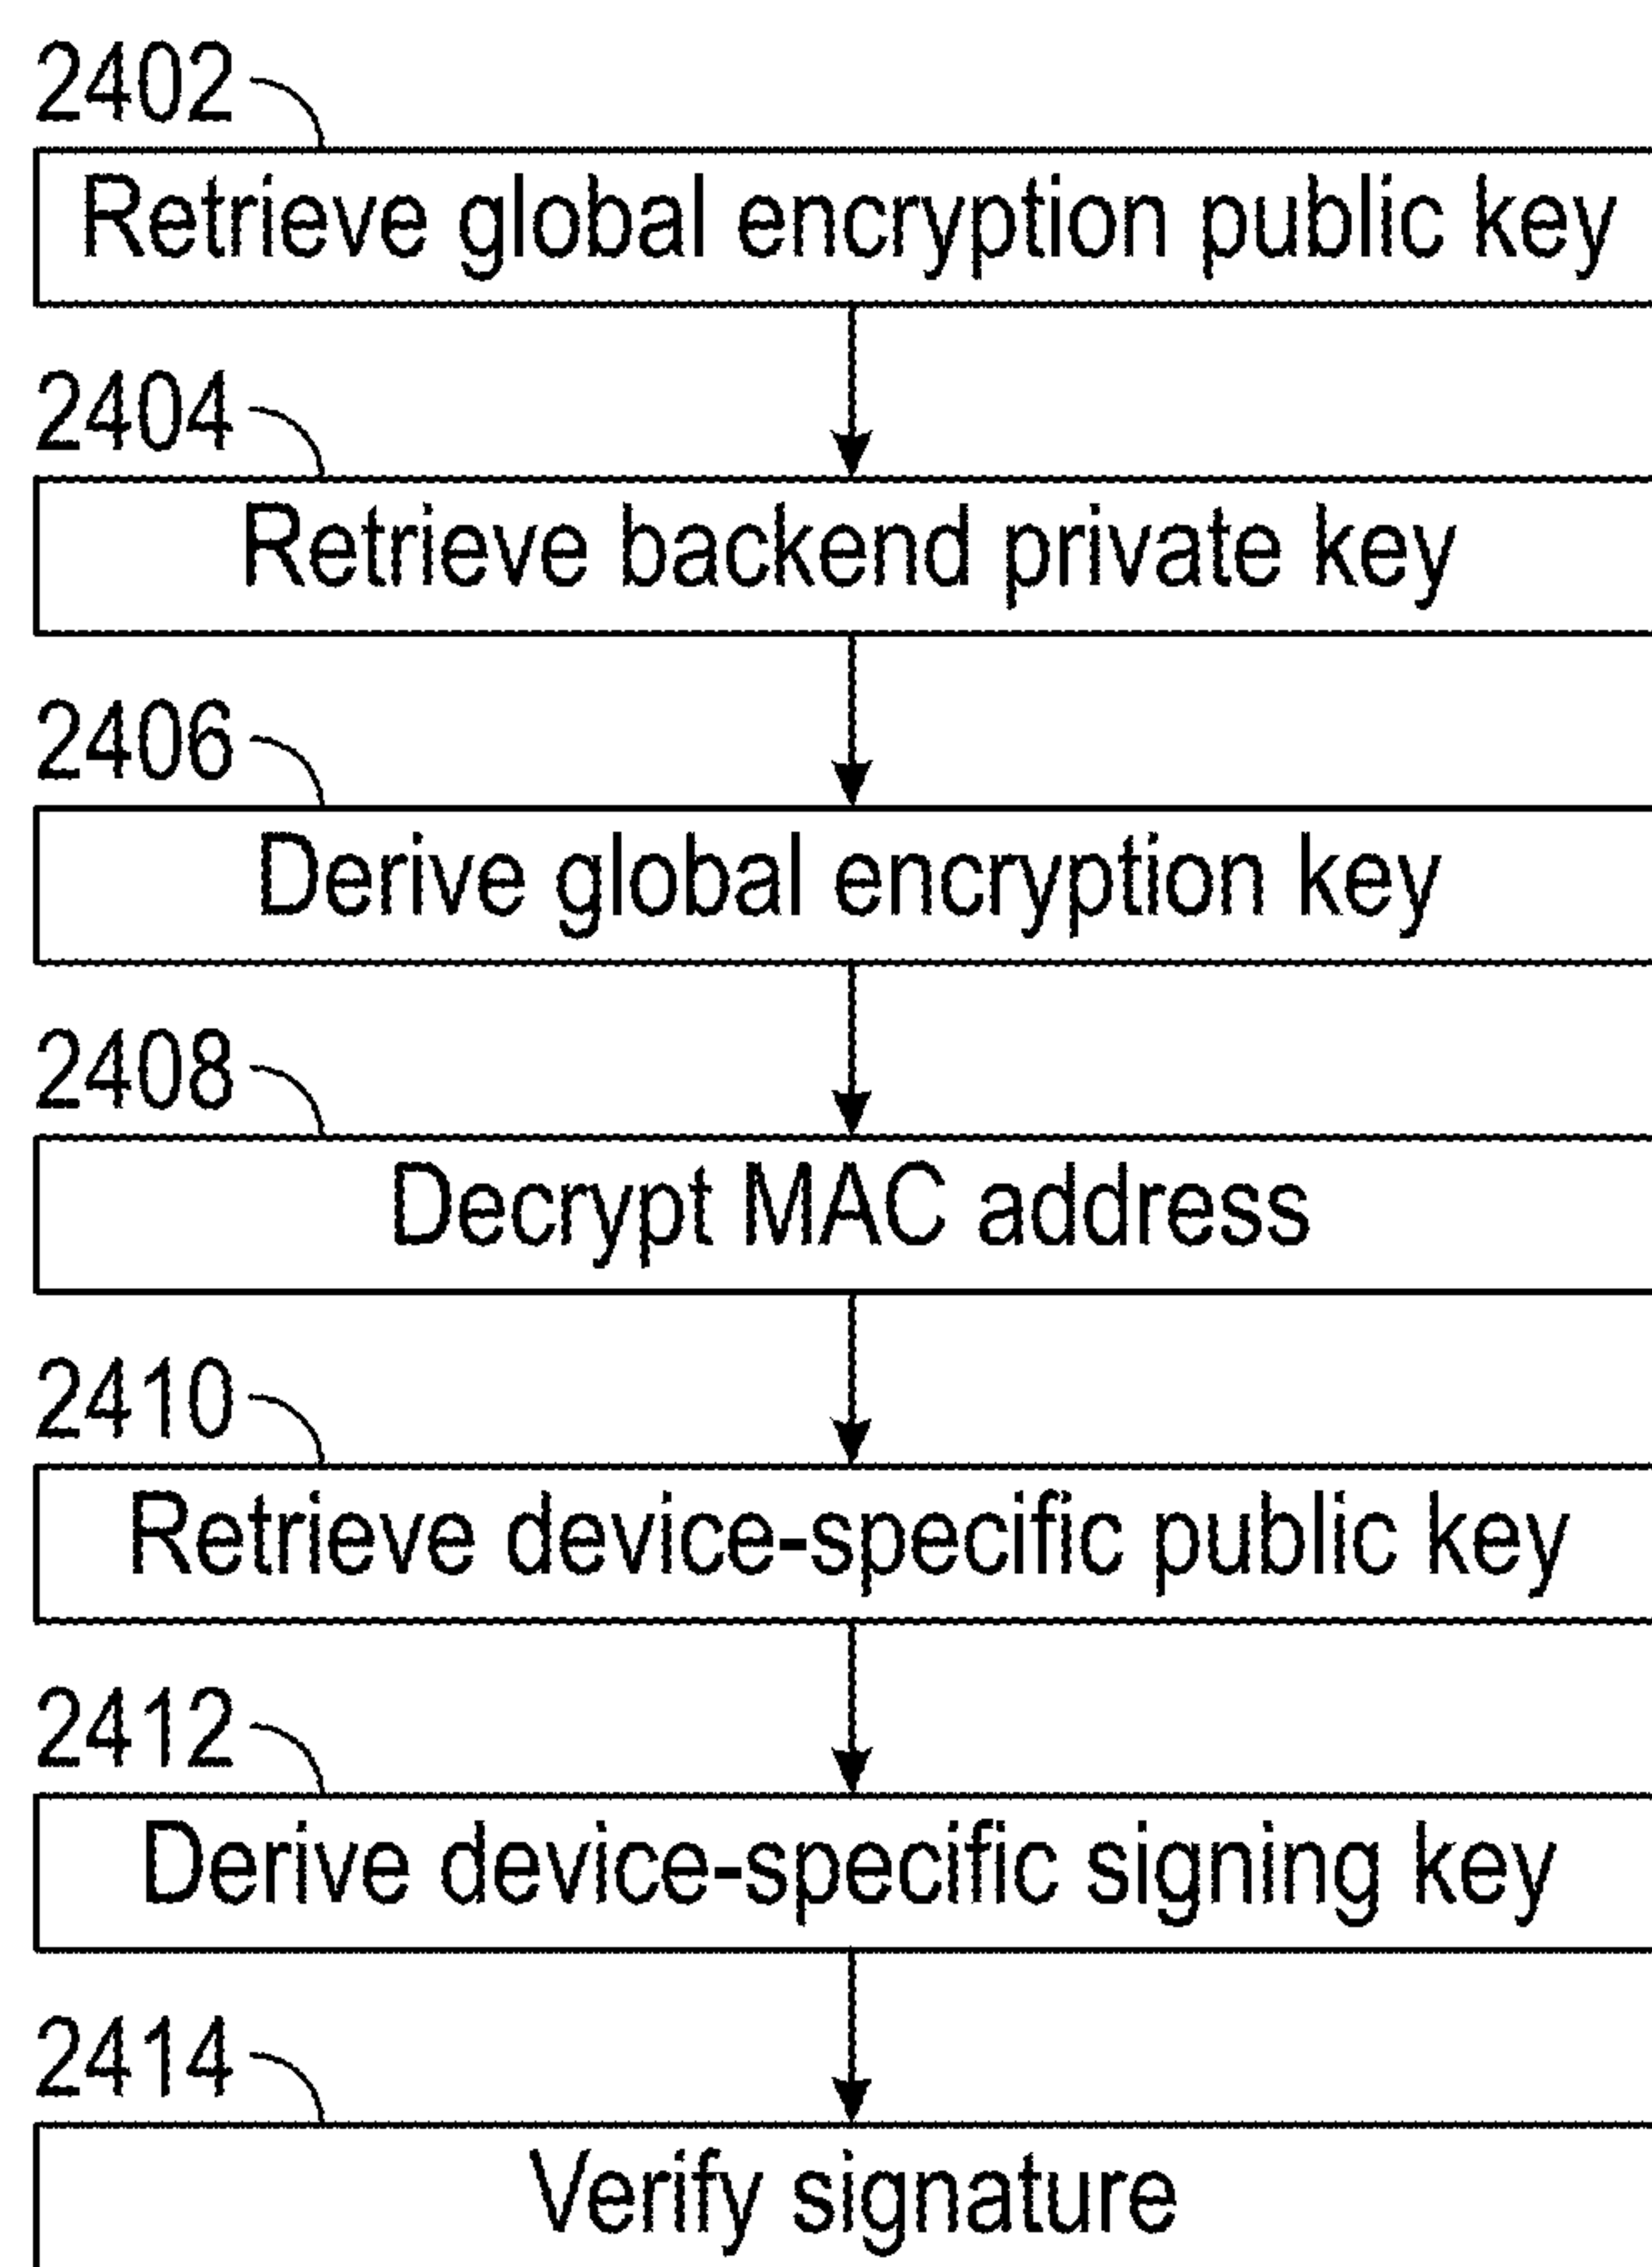 2402
Retrieve global encryption public key
2404
Retrieve backend private key
2406
Derive global encryption key
2408
Decrypt MAC address
2410
Retrieve device-specific public key
2412
Derive device-specific signing key
2414
Verify signature